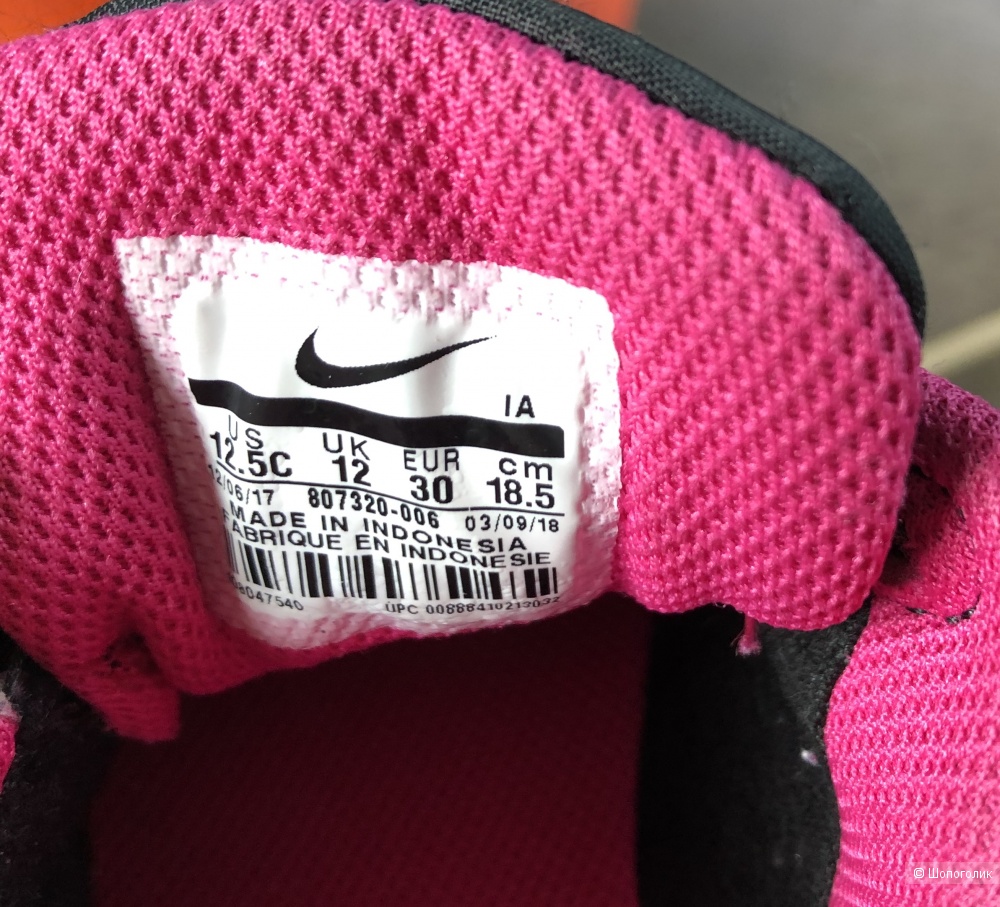 IA
US UK EUR cm
12.5C 12 30 18.5
12/06/17 807320-006 03/09/18
MADE IN INDONESIA
FABRIQUE EN INDONESIE
UPC
© Шопоголик